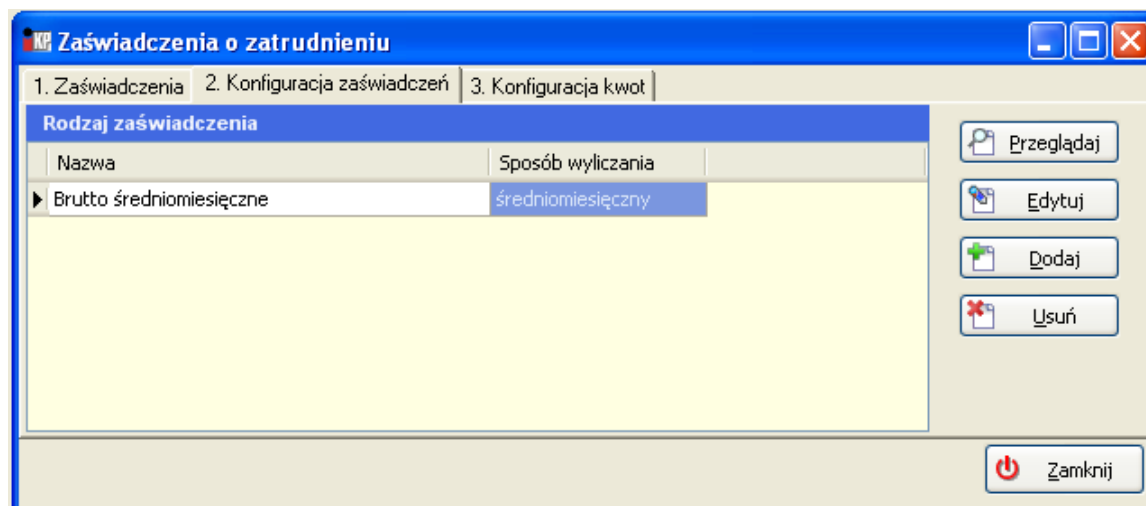 iKP Zaświadczenia o zatrudnieniu
1. Zaświadczenia 2. Konfiguracja zaświadczeń 3. Konfiguracja kwot
Rodzaj zaświadczenia
Nazwa Sposób wyliczania
Brutto średniomiesięczne średniomiesięczny
Przeglądaj
Edytuj
Dodaj
Usuń
Zamknij